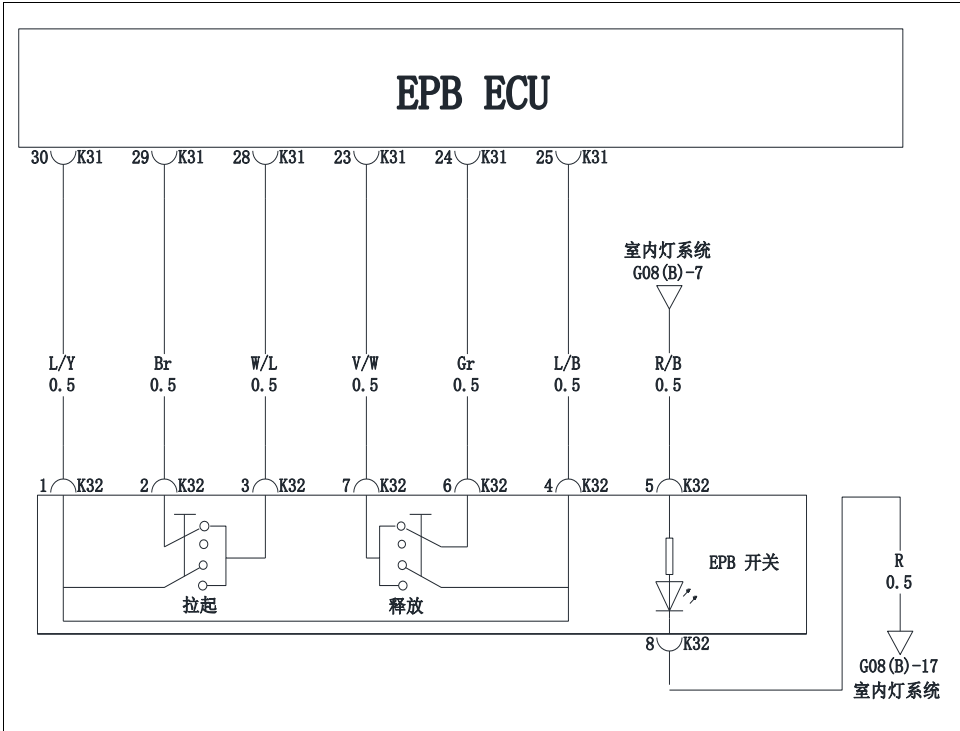 EPB ECU
30 K31 29 K31 28 K31 23 K31 24 K31 25 K31
室内灯系统
G08(B)-7
L/Y Br W/L V/W Gr L/B R/B
0.5 0.5 0.5 0.5 0.5 0.5 0.5
1 K32 2 K32 3 K32 7 K32 6 K32 4 K32 5 K32
EPB 开关
R
0.5
拉起 释放
8 K32
G08(B)-17
室内灯系统